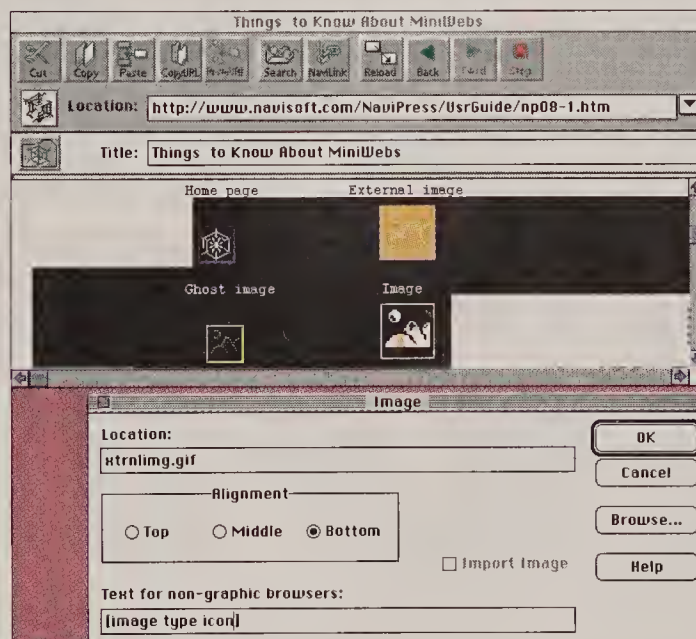 Things to Know About MiniWebs
Cut Copy Paste CopyURL PasteURL Search NaviLink Reload Back Fwrd Stop
Location: http://www.navisoft.com/NaviPress/UsrGuide/np08-1.htm
Title: Things to Know About MiniWebs
Home page External image
Ghost image Image
Image
Location:
xtrnlimg.gif
OK
Cancel
Alignment
Top Middle Bottom
Browse...
Import Image
Help
Text for non-graphic browsers:
[image type icon]